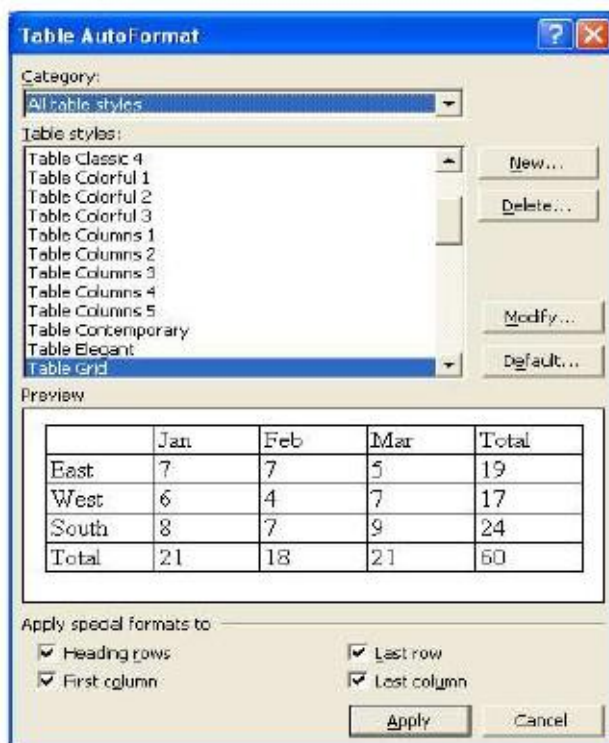 Table AutoFormat
Category:
All table styles
Table styles:
Table Classic 4
Table Colorful 1
Table Colorful 2
Table Colorful 3
Table Columns 1
Table Columns 2
Table Columns 3
Table Columns 4
Table Columns 5
Table Contemporary
Table Elegant
Table Grid
New...
Delete...
Modify...
Default...
Preview
Jan Feb Mar Total
East 7 7 5 19
West 6 4 7 17
South 8 7 9 24
Total 21 18 21 60
Apply special formats to
Heading rows Last row
First column Last column
Apply Cancel